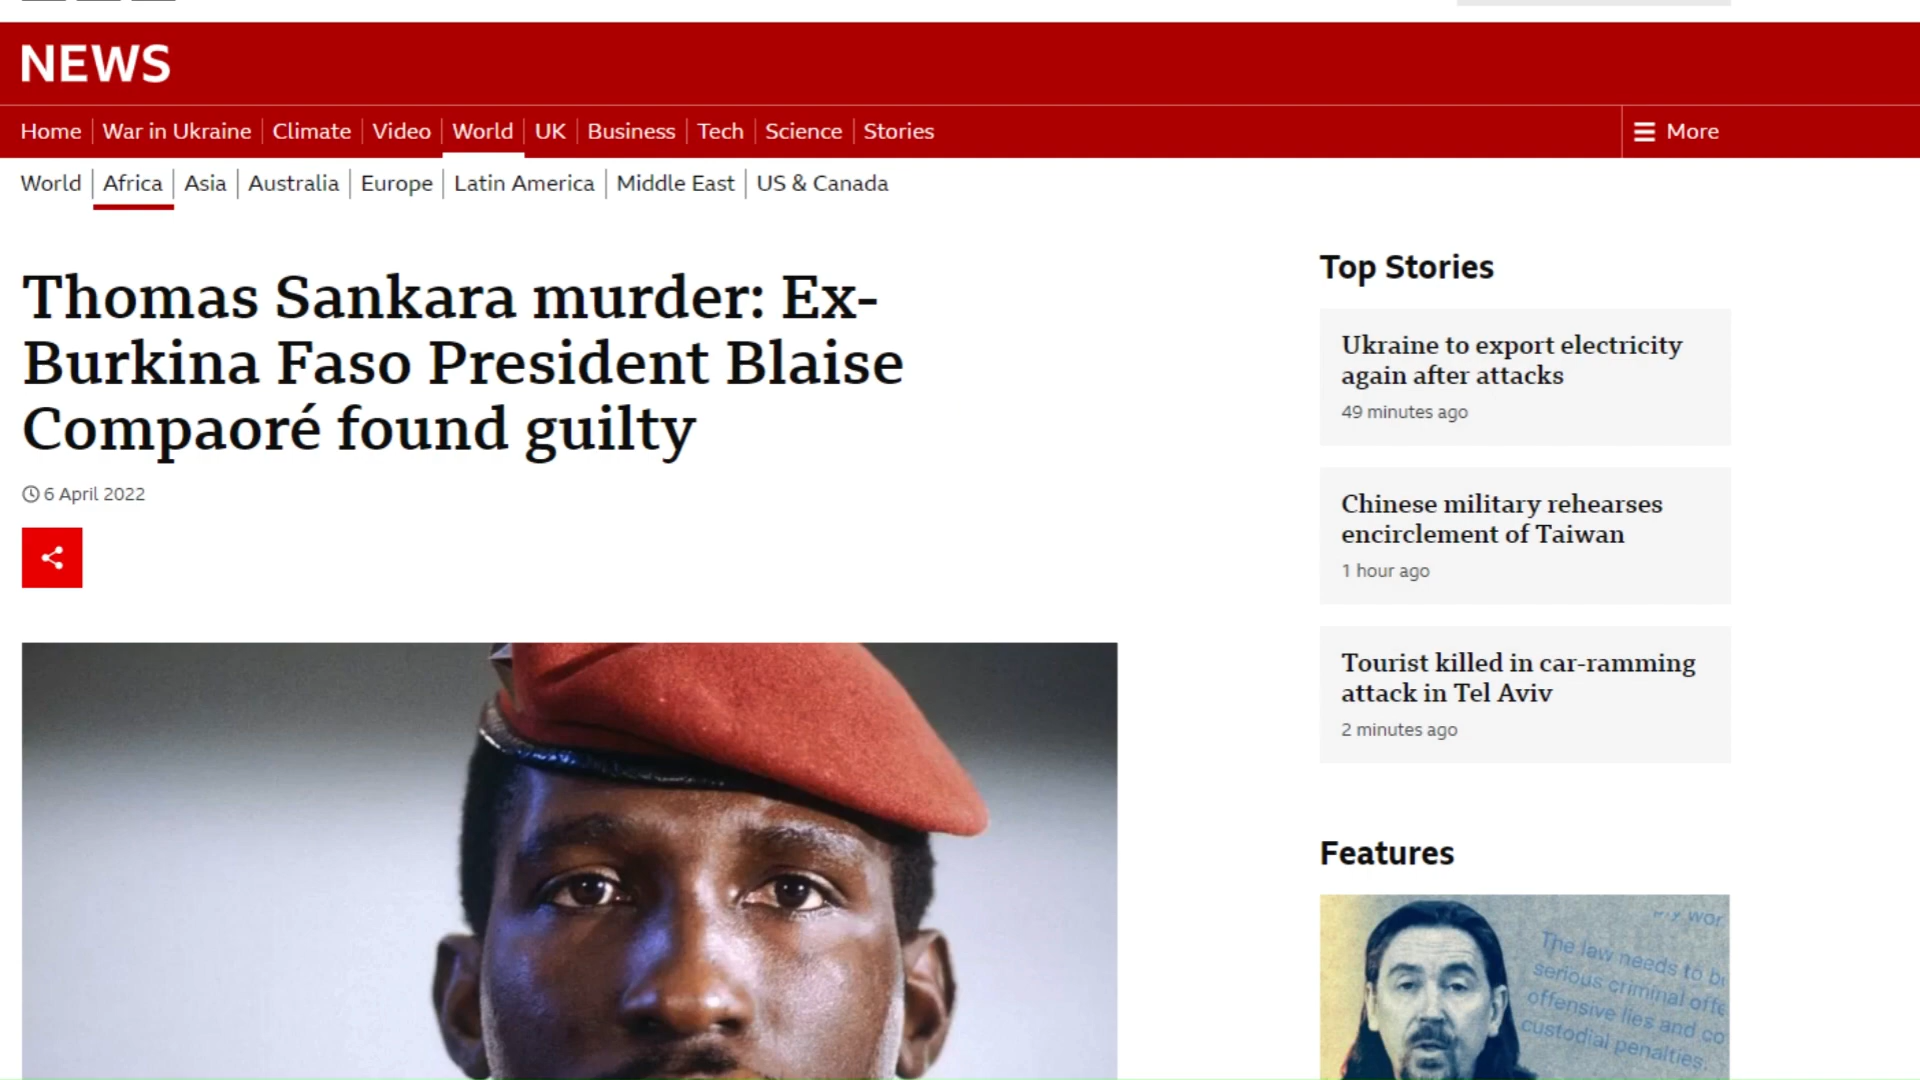 NEWS
Home
War in Ukraine
Climate
Video
World
UK
Business
Tech
Science
Stories
More
World
Africa
Asia
Australia
Europe
Latin America
Middle East
US & Canada
Thomas Sankara murder: Ex-
Burkina Faso President Blaise
Compaoré found guilty
6 April 2022
Top Stories
Ukraine to export electricity
again after attacks
49 minutes ago
Chinese military rehearses
encirclement of Taiwan
1 hour ago
Tourist killed in car-ramming
attack in Tel Aviv
2 minutes ago
Features
The law needs to
serious criminal
offensive lies and
custodial penalties.